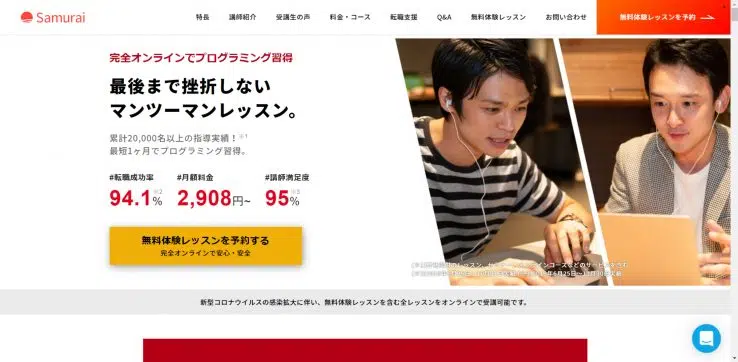 Samurai
特長
講師紹介
受講生の声
料金・コース
転職支援
Q&A
無料体験レッスン
お問い合わせ
無料体験レッスンを予約
完全オンラインでプログラミング習得
最後まで挫折しない
マンツーマンレッスン。
累計20,000名以上の指導実績！※1
最短1ヶ月でプログラミング習得。
#転職成功率 #月額料金 #講師満足度
94.1%※2 2,908円~ 95%※3
無料体験レッスンを予約する
完全オンラインで安心・安全
新型コロナウイルスの感染拡大に伴い、無料体験レッスンを含む全レッスンをオンラインで受講可能です。